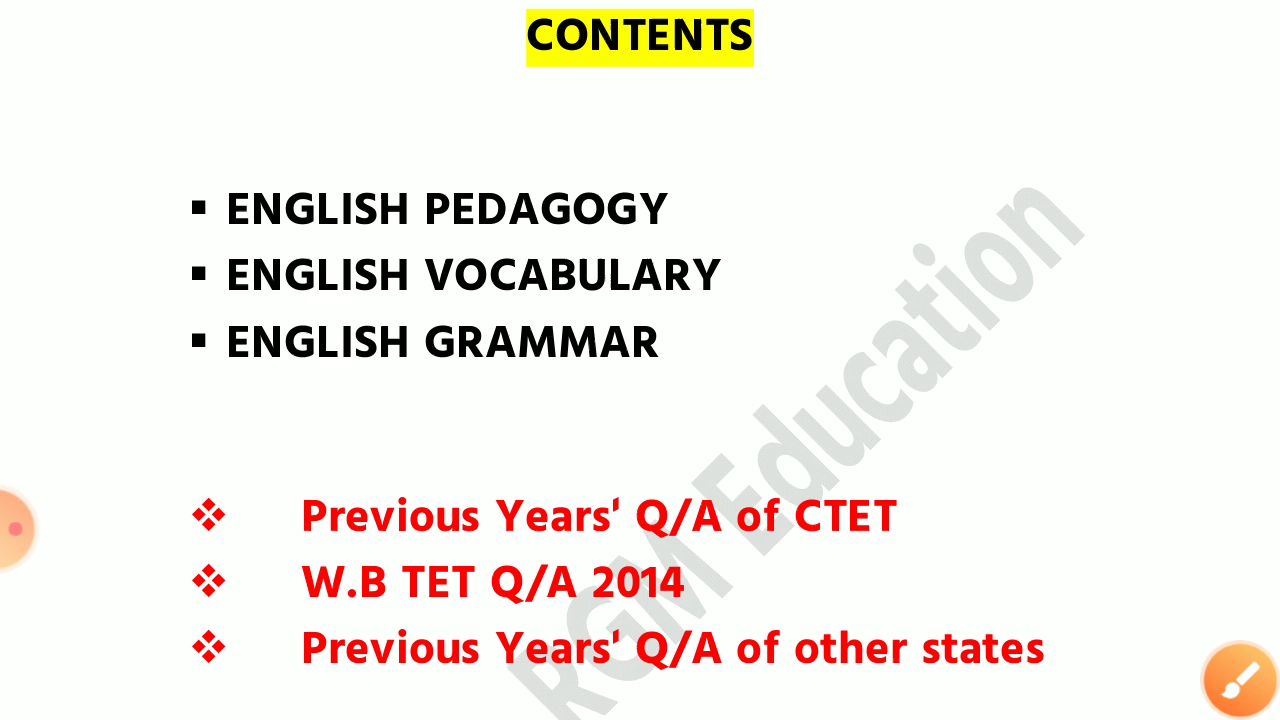 CONTENTS
▪ ENGLISH PEDAGOGY
▪ ENGLISH VOCABULARY
▪ ENGLISH GRAMMAR
❖ Previous Years' Q/A of CTET
❖ W.B TET Q/A 2014
❖ Previous Years' Q/A of other states
RGM Education